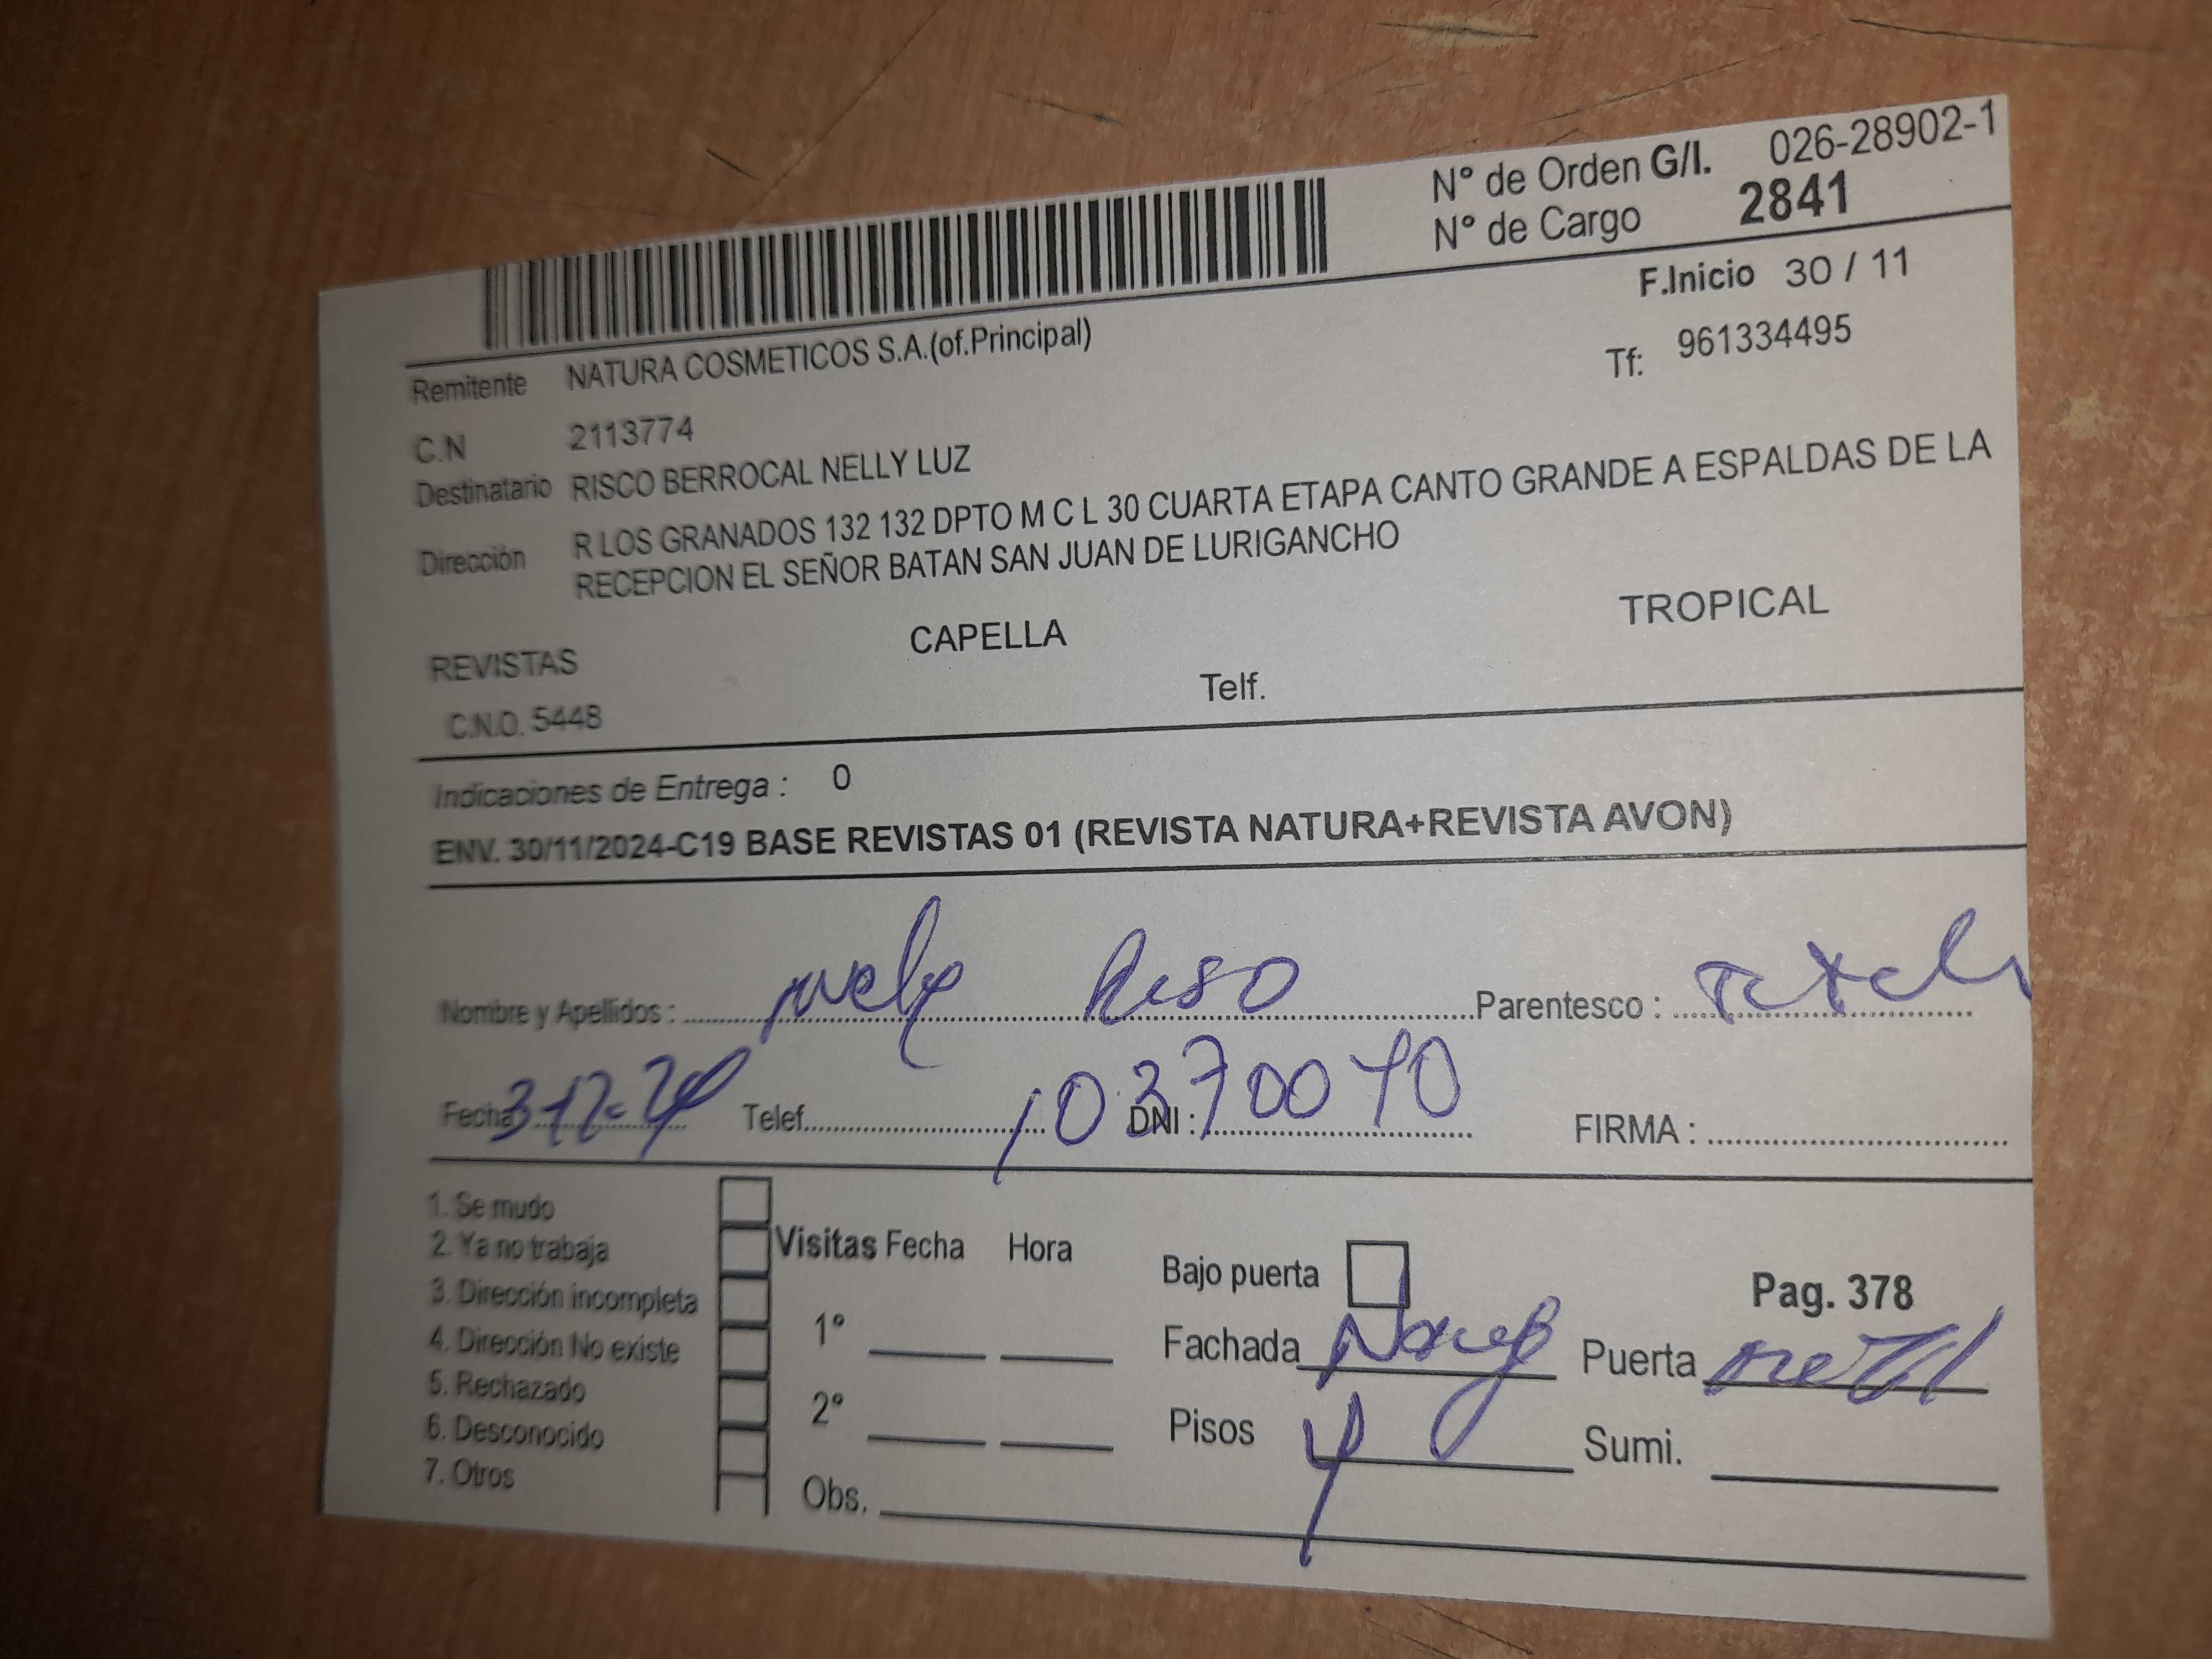 N° de Orden G/I. 026-28902-1
N° de Cargo 2841
F.Inicio 30 / 11
Remitente NATURA COSMETICOS S.A.(of.Principal)
Tf: 961334495
C.N 2113774
Destinatario RISCO BERROCAL NELLY LUZ
Dirección R LOS GRANADOS 132 132 DPTO M C L 30 CUARTA ETAPA CANTO GRANDE A ESPALDAS DE LA
RECEPCION EL SEÑOR BATAN SAN JUAN DE LURIGANCHO
REVISTAS CAPELLA TROPICAL
C.N.O. 5448 Telf.
Indicaciones de Entrega : 0
ENV. 30/11/2024-C19 BASE REVISTAS 01 (REVISTA NATURA+REVISTA AVON)
Nombre y Apellidos : Parentesco :
Fecha 3-12-24 Telef. DNI : 10370040 FIRMA :
1. Se mudo
2. Ya no trabaja Visitas Fecha Hora
3. Dirección incompleta Bajo puerta Pag. 378
4. Dirección No existe 1° Fachada Puerta
5. Rechazado
6. Desconocido 2° Pisos 4 Sumi.
7. Otros
Obs.